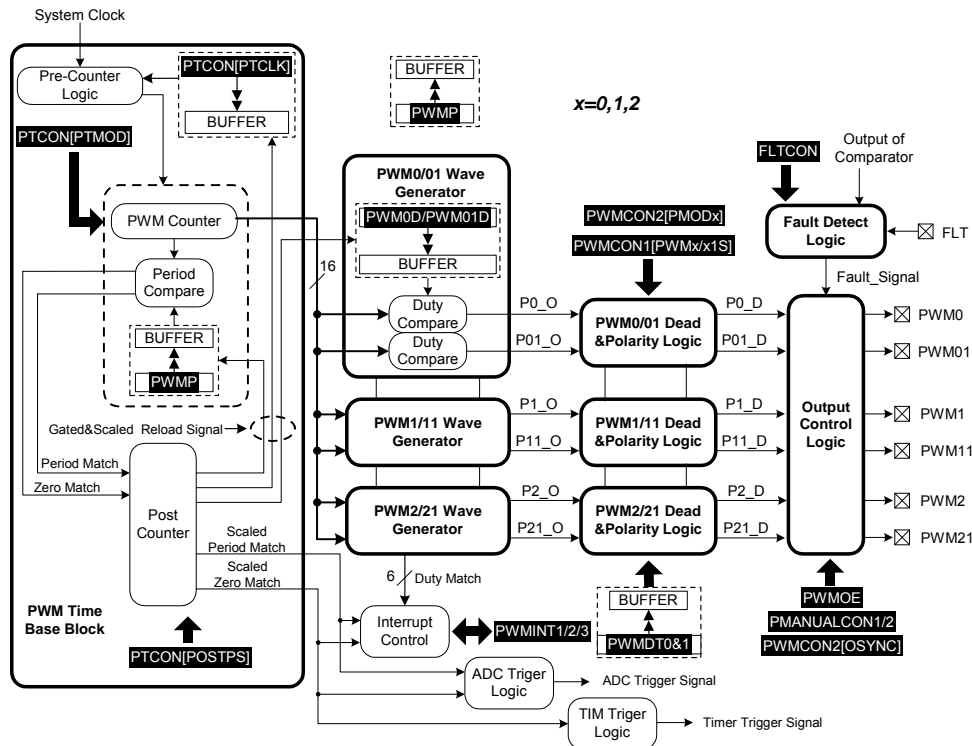 System Clock
Pre-Counter
Logic
PTCON[PTCLK]
BUFFER
PTCON[PTMOD]
PWM Counter
Period
Compare
BUFFER
PWMP
Gated&Scaled Reload Signal
Period Match
Zero Match
Post
Counter
PWM Time
Base Block
PTCON[POSTPS]
BUFFER
PWMP
x=0,1,2
16
PWM0/01 Wave
Generator
PWM0D/PWM01D
BUFFER
Duty
Compare
Duty
Compare
PWM1/11 Wave
Generator
PWM2/21 Wave
Generator
Scaled
Period Match
Scaled
Zero Match
6
Duty Match
Interrupt
Control
PWMINT1/2/3
ADC Triger
Logic
ADC Trigger Signal
TIM Triger
Logic
Timer Trigger Signal
P0_O
P01_O
P1_O
P11_O
P2_O
P21_O
PWMCON2[PMODx]
PWMCON1[PWMx/x1S]
PWM0/01 Dead
&Polarity Logic
PWM1/11 Dead
&Polarity Logic
PWM2/21 Dead
&Polarity Logic
BUFFER
PWMDT0&1
P0_D
P01_D
P1_D
P11_D
P2_D
P21_D
FLTCON
Output of
Comparator
Fault Detect
Logic
FLT
Fault_Signal
Output
Control
Logic
PWM0
PWM01
PWM1
PWM11
PWM2
PWM21
PWMOE
PMANUALCON1/2
PWMCON2[OSYNC]